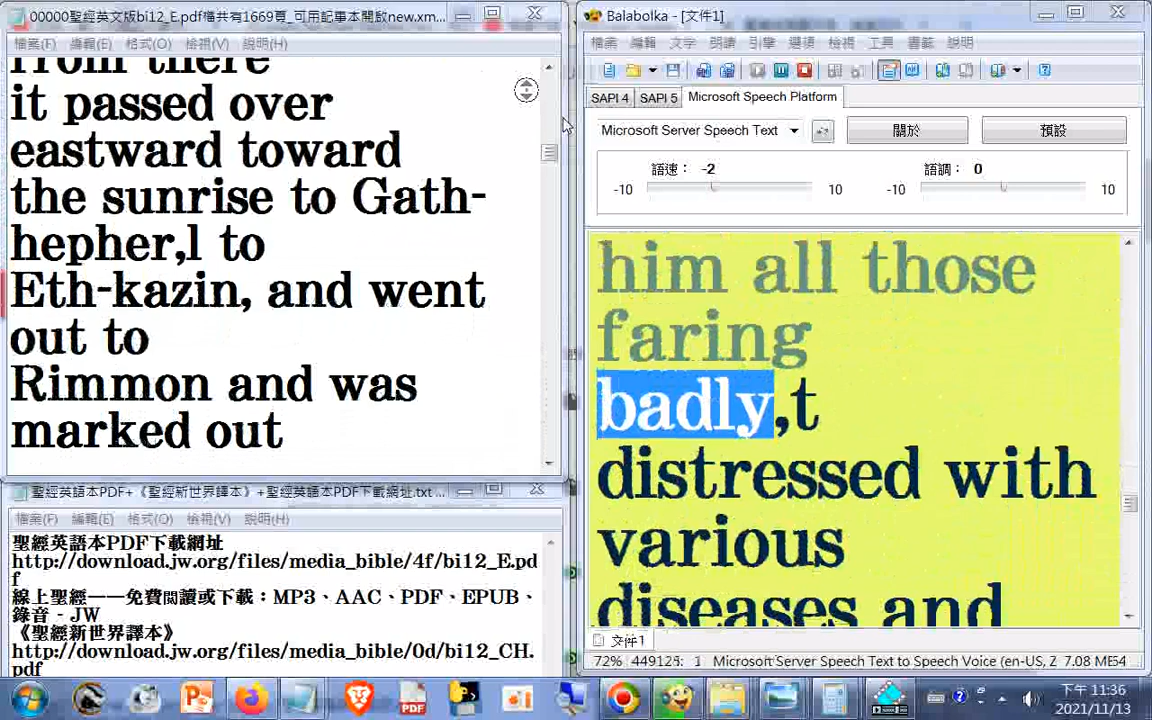 00000聖經英文版bi12_E.pdf檔共有1669頁_可用記事本開啟new.xm...
檔案(F) 編輯(E) 格式(O) 檢視(V) 說明(H)
from there
it passed over
eastward toward
the sunrise to Gath-
hepher,l to
Eth-kazin, and went
out to
Rimmon and was
marked out
聖經英語本PDF+《聖經新世界譯本》+聖經英語本PDF下載網址.txt ...
檔案(F) 編輯(E) 格式(O) 檢視(V) 說明(H)
聖經英語本PDF下載網址
http://download.jw.org/files/media_bible/4f/bi12_E.pd
f
線上聖經——免費閱讀或下載：MP3、AAC、PDF、EPUB、
錄音 - JW
《聖經新世界譯本》
http://download.jw.org/files/media_bible/0d/bi12_CH.
pdf
Balabolka - [文件1]
檔案 編輯 文字 朗讀 引擎 選項 檢視 工具 書籤 說明
SAPI 4 SAPI 5 Microsoft Speech Platform
Microsoft Server Speech Text 關於 預設
語速： -2 語調： 0
-10 10 -10 10
him all those
faring
badly,t
distressed with
various
diseases and
文件1
72% 449125: 1 Microsoft Server Speech Text to Speech Voice (en-US, Z 7.08 ME54
下午 11:36
2021/11/13